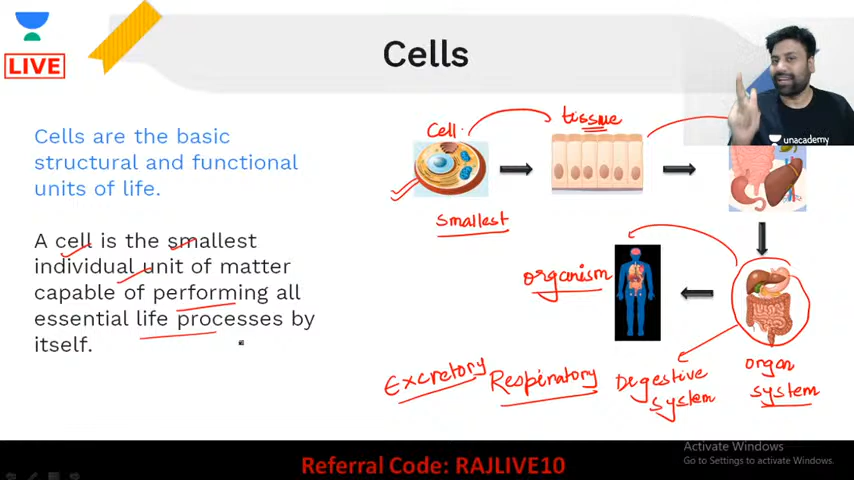 Cells
LIVE
Cells are the basic
structural and functional
units of life.
A cell is the smallest
individual unit of matter
capable of performing all
essential life processes by
itself.
Cell
tissue
unacademy
smallest
organism
Excretory
Respiratory
Degestive
system
organ
system
Activate Windows
Go to Settings to activate Windows.
Referral Code: RAJLIVE10